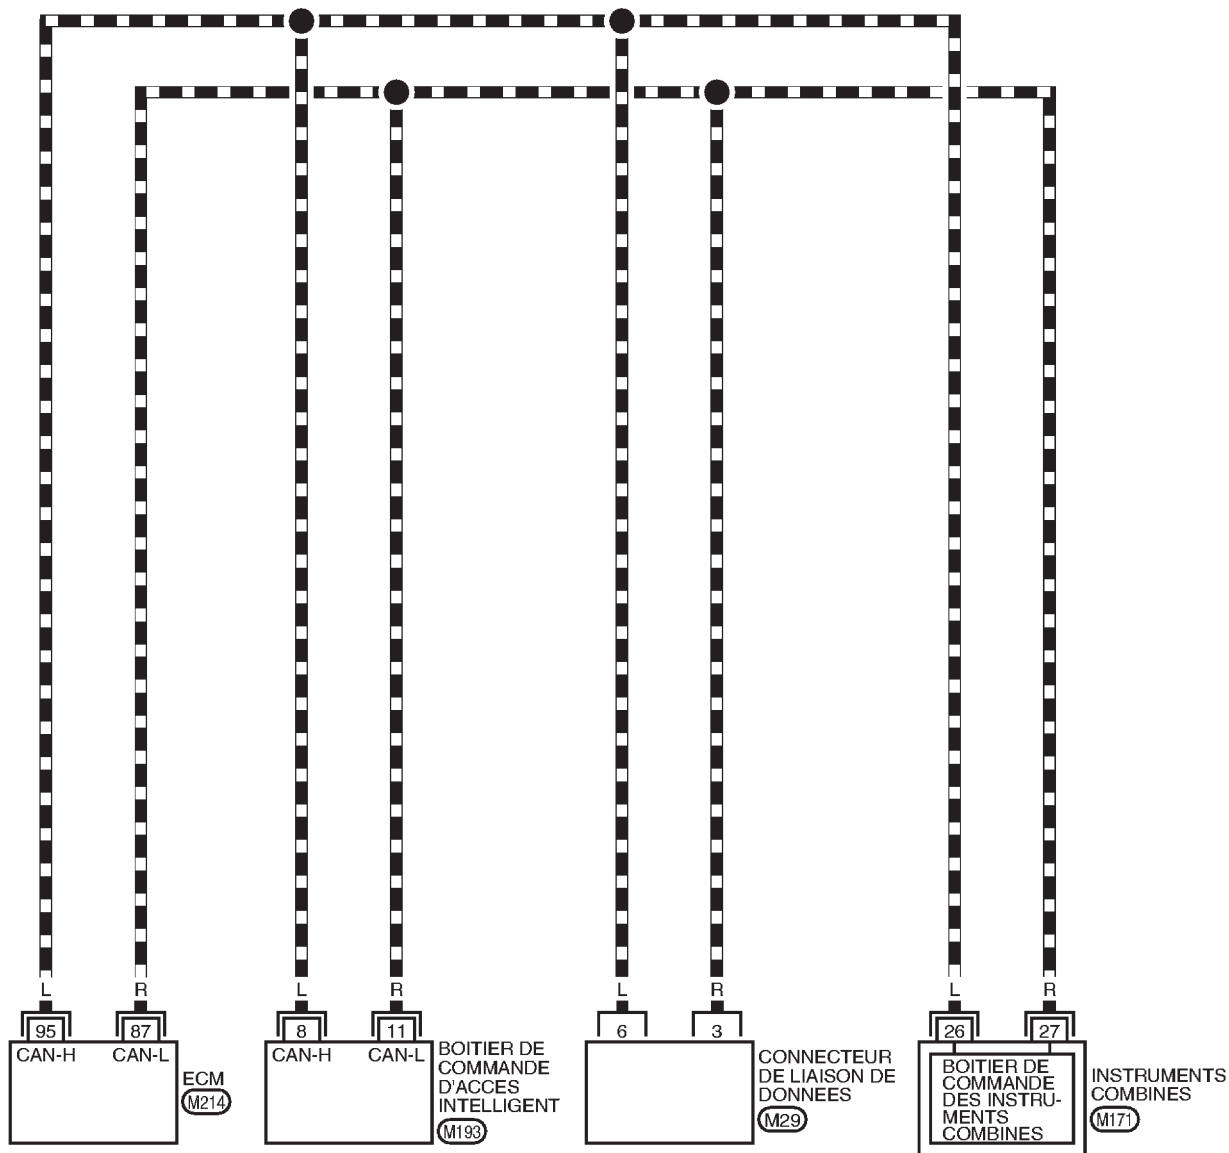 L R L R L R L R
95 87 8 11 6 3 26 27
CAN-H CAN-L
ECM
M214
CAN-H CAN-L
BOITIER DE
COMMANDE
D'ACCES
INTELLIGENT
M193
CONNECTEUR
DE LIAISON DE
DONNEES
M29
BOITIER DE
COMMANDE
DES INSTRU-
MENTS
COMBINES
INSTRUMENTS
COMBINES
M171